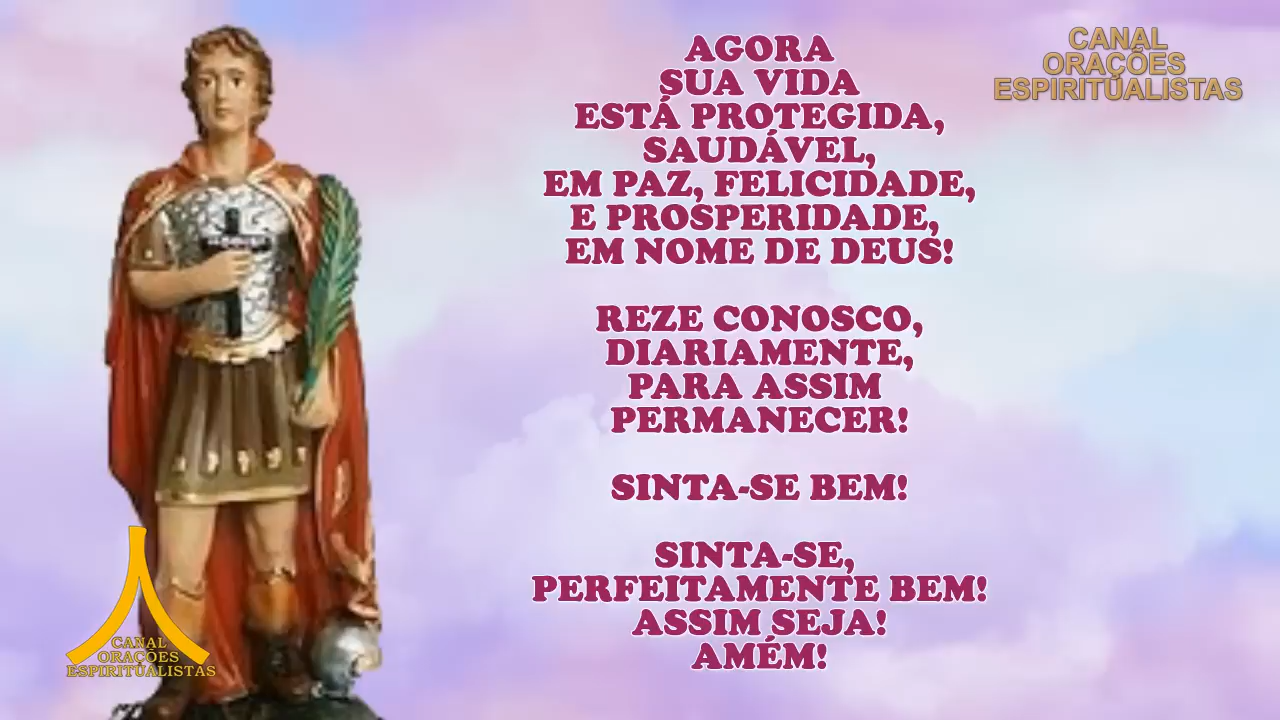 AGORA
SUA VIDA
ESTÁ PROTEGIDA,
SAUDÁVEL,
EM PAZ, FELICIDADE,
E PROSPERIDADE,
EM NOME DE DEUS!
REZE CONOSCO,
DIARIAMENTE,
PARA ASSIM
PERMANECER!
SINTA-SE BEM!
SINTA-SE,
PERFEITAMENTE BEM!
ASSIM SEJA!
AMÉM!
CANAL
ORAÇÕES
ESPIRITUALISTAS
CANAL
ORAÇÕES
ESPIRITUALISTAS